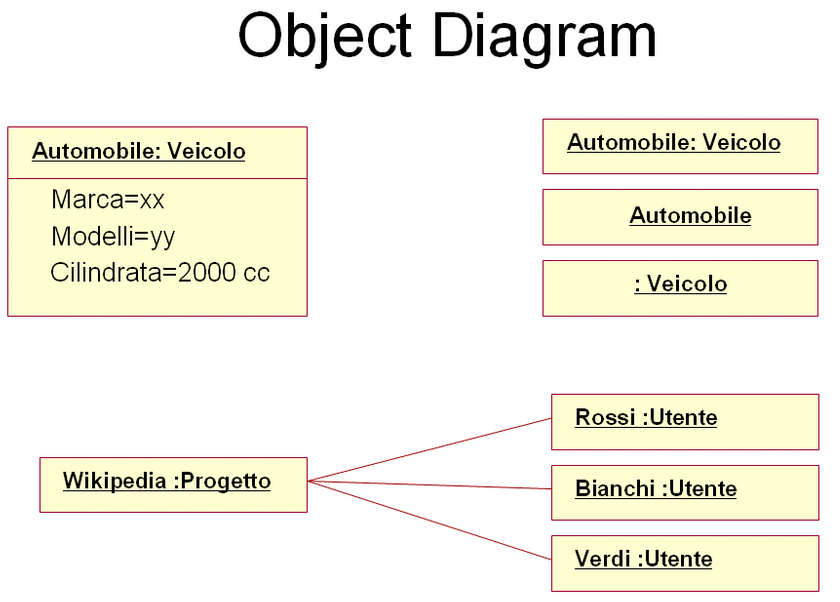 Object Diagram
Automobile: Veicolo
Marca=xx
Modelli=yy
Cilindrata=2000 cc
Automobile: Veicolo
Automobile
: Veicolo
Wikipedia :Progetto
Rossi :Utente
Bianchi :Utente
Verdi :Utente